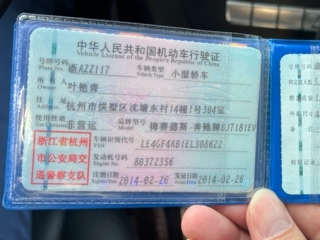 中华人民共和国机动车行驶证
Vehicle License of the People's Republic of China
号牌号码 浙AZZ117 车辆类型 小型轿车
Plate No. Vehicle Type
所有人 叶艳青
Owner
住址 杭州市拱墅区沈塘东村14幢1号304室
Address
使用性质 非营运 品牌型号 梅赛德斯-奔驰牌BJ7181EV
Use Character Model
浙江省杭州
市公安局交
通警察支队
车辆识别代号 LE4GF4KB1EL308622
VIN
发动机号码 80372356
Engine No.
注册日期 2014-02-26 发证日期 2014-02-26
Register Date Issue Date